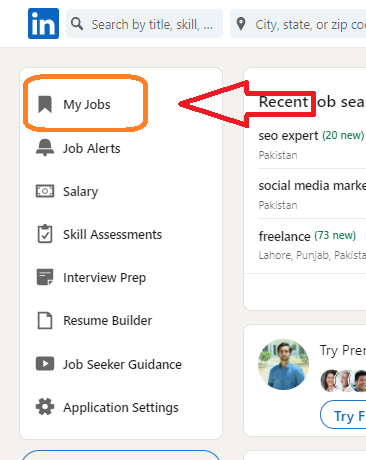 in
Search by title, skill, ...
City, state, or zip co
My Jobs
Job Alerts
Salary
Skill Assessments
Interview Prep
Resume Builder
Job Seeker Guidance
Application Settings
Recent job sea
seo expert (20 new)
Pakistan
social media marke
Pakistan
freelance (73 new)
Lahore, Punjab, Pakista
Try Prem
Try F